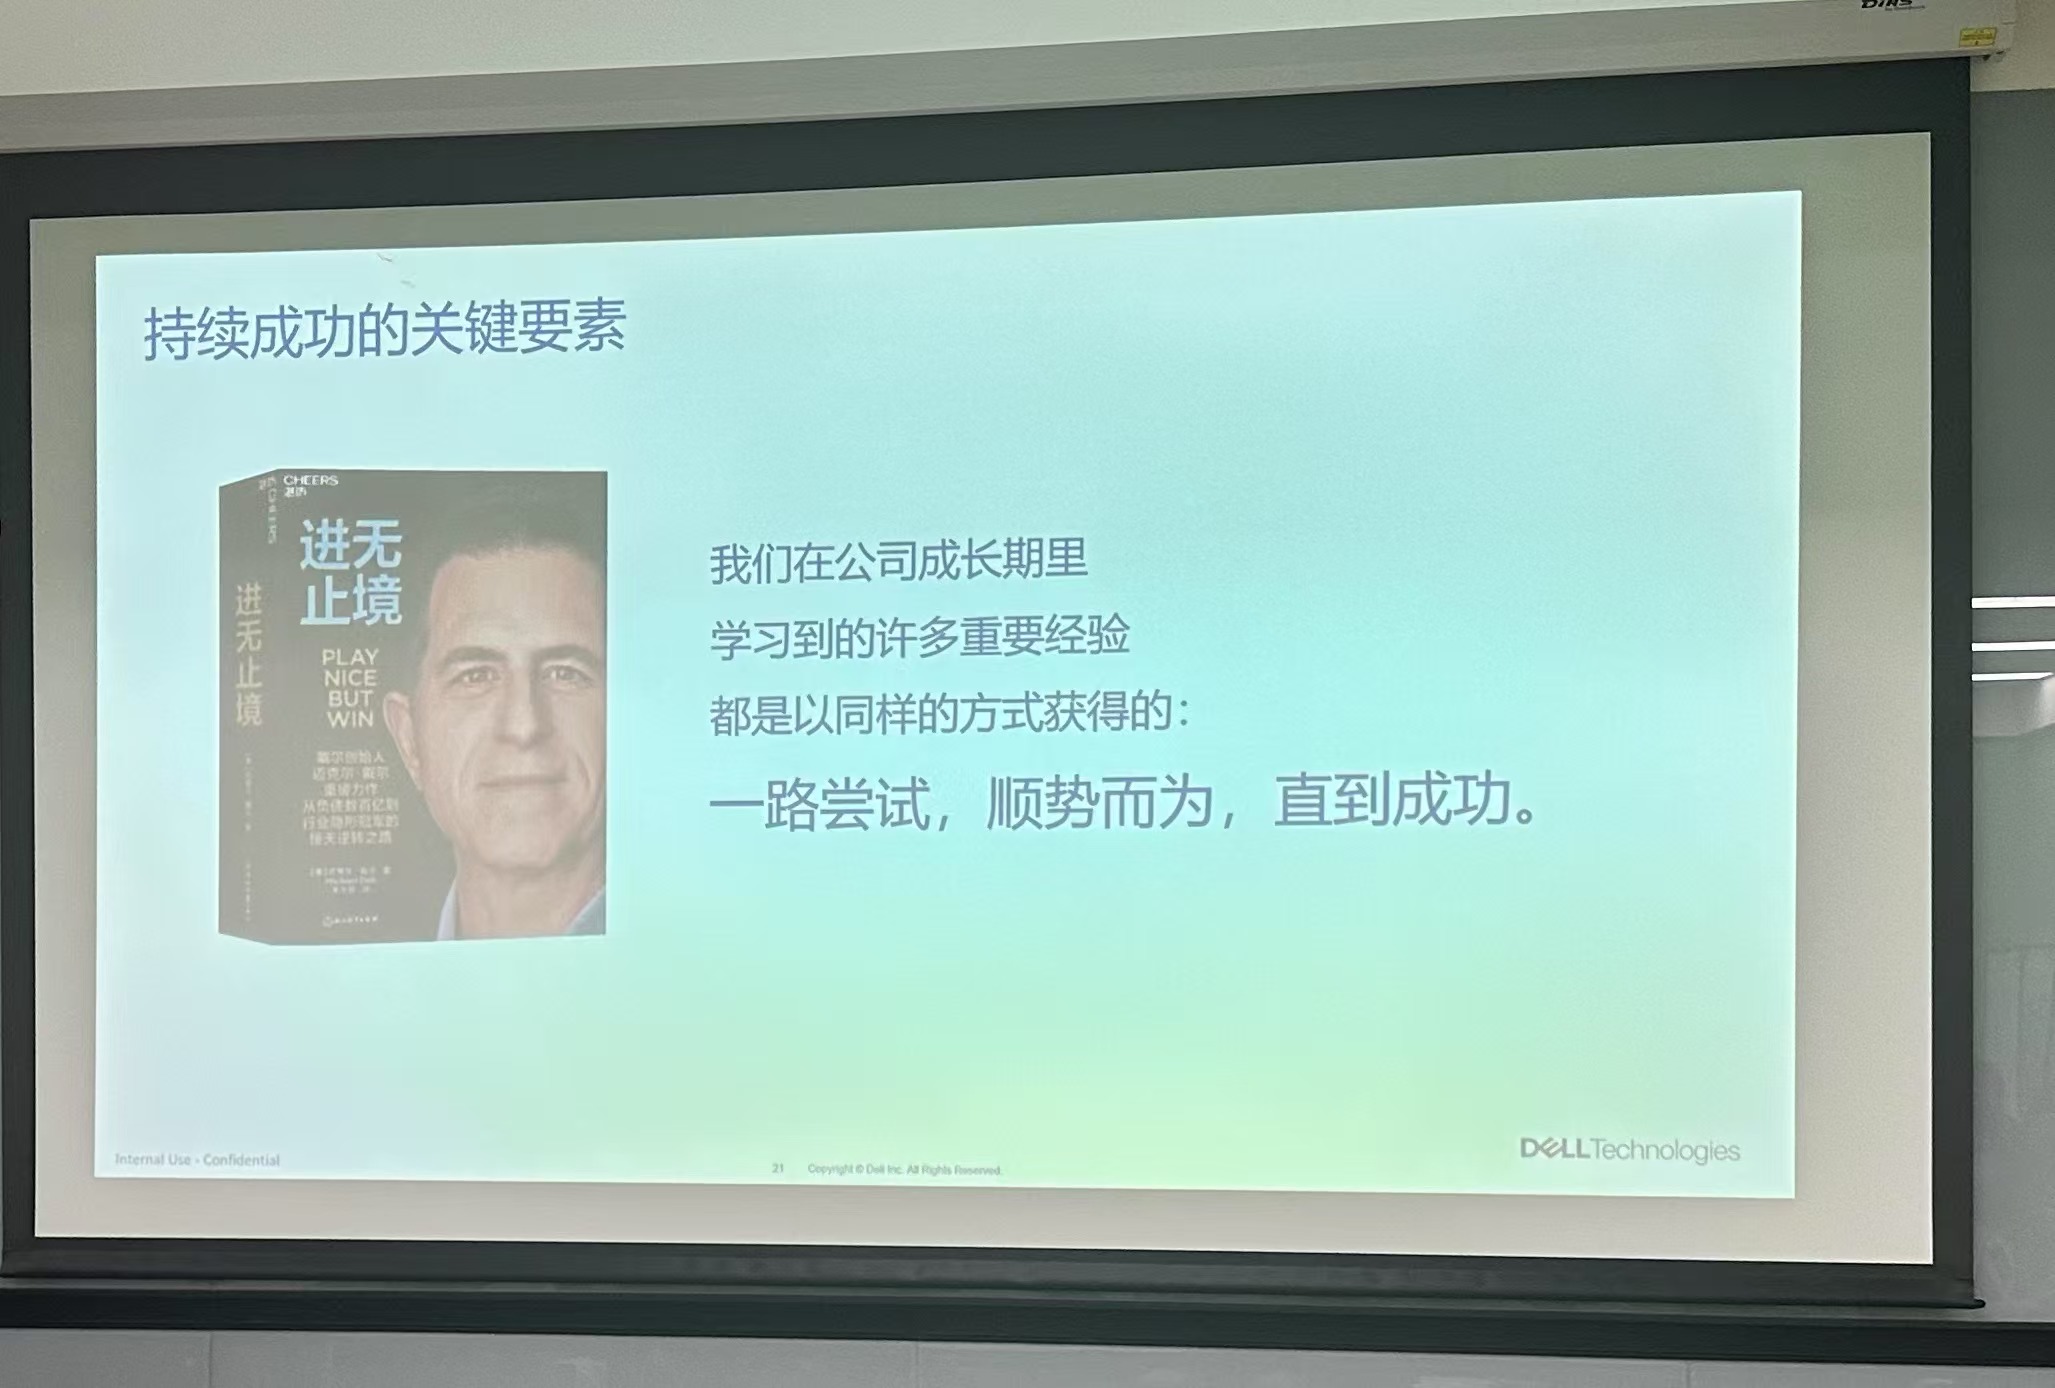 持续成功的关键要素
CHEERS
湛庐
进无
止境
PLAY
NICE
BUT
WIN
戴尔创始人
迈克尔·戴尔
重磅力作
从负债数百亿到
行业隐形冠军的
惊天逆转之路
进无止境
我们在公司成长期里
学习到的许多重要经验
都是以同样的方式获得的：
一路尝试，顺势而为，直到成功。
Internal Use - Confidential
21 Copyright © Dell Inc. All Rights Reserved.
DELLTechnologies